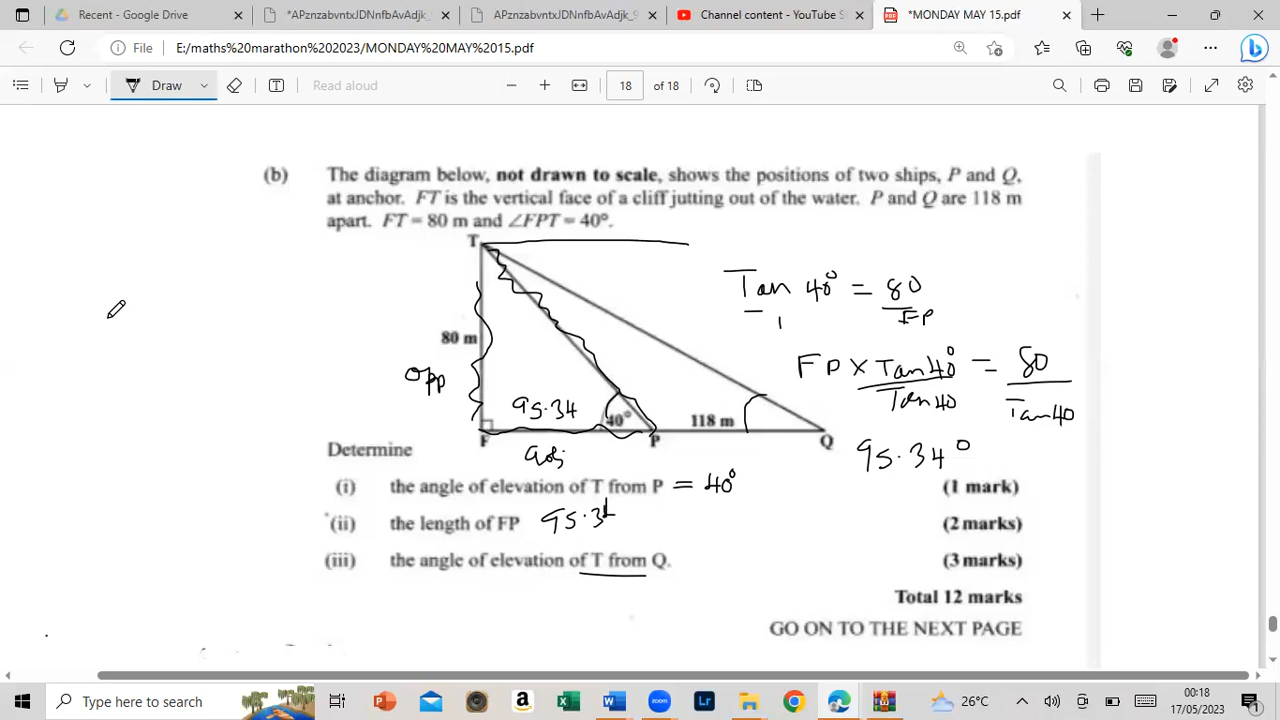 Recent - Google Drive
*APznzabvntxJDNnfbAvAdjk_
APznzabvntxJDNnfbAvAdjk_9
Channel content - YouTube S
*MONDAY MAY 15.pdf
File
E:/maths%20marathon%202023/MONDAY%20MAY%2015.pdf
Draw
Read aloud
18
of 18
(b) The diagram below, not drawn to scale, shows the positions of two ships, P and Q,
at anchor. FT is the vertical face of a cliff jutting out of the water. P and Q are 118 m
apart. FT = 80 m and ∠FPT = 40°.
T
Tan 40° = 80
FP
80 m
FP × Tan 40° = 80
Tan 40 Tan 40
opp
95.34
40°
118 m
F
P
Q
95.34°
adj
Determine
(i) the angle of elevation of T from P = 40° (1 mark)
(ii) the length of FP 95.34 (2 marks)
(iii) the angle of elevation of T from Q. (3 marks)
Total 12 marks
GO ON TO THE NEXT PAGE
Type here to search
26°C
00:18
17/05/2023